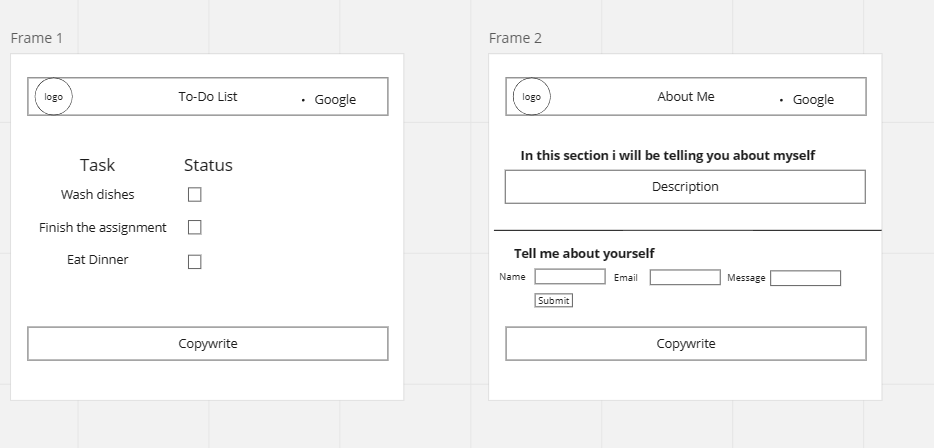 Frame 1
logo
To-Do List
• Google
Task Status
Wash dishes
Finish the assignment
Eat Dinner
Copywrite
Frame 2
logo
About Me
• Google
In this section i will be telling you about myself
Description
Tell me about yourself
Name Email Message
Submit
Copywrite